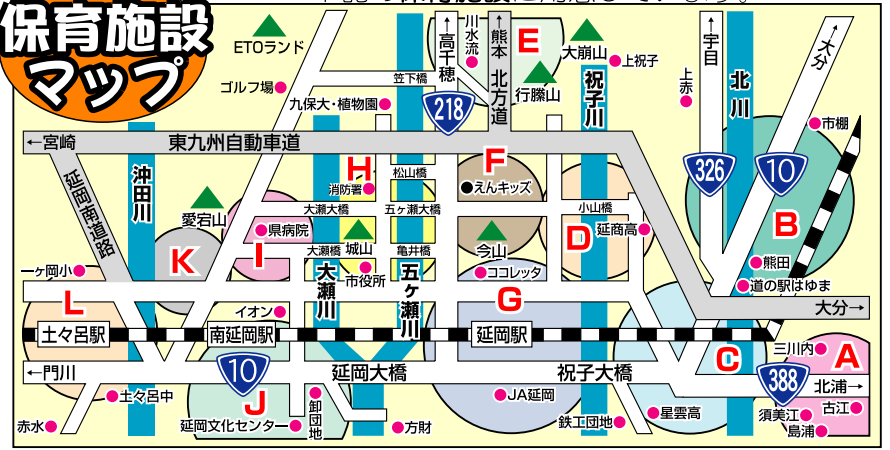 保育施設
マップ
ETOランド
ゴルフ場
九保大・植物園
笠下橋
川水流
↑高千穂
218
↑熊本 北方道
E
行縢山
大崩山
上祝子
祝子川
上赤
↑宇目
北川
↑大分
市棚
←宮崎
東九州自動車道
延岡南道路
沖田川
愛宕山
H
消防署
松山橋
F
えんキッズ
326
10
B
大瀬大橋
五ヶ瀬大橋
小山橋
I
県病院
K
大瀬橋
城山
亀井橋
今山
D
延商高
一ヶ岡小
市役所
大瀬川
五ヶ瀬川
ココレッタ
熊田
道の駅はゆま
L
イオン
G
大分→
土々呂駅
南延岡駅
延岡駅
C
三川内
A
←門川
10
延岡大橋
祝子大橋
388
北浦→
土々呂中
J
卸団地
JA延岡
赤水
延岡文化センター
方財
鉄工団地
星雲高
須美江
古江
島浦